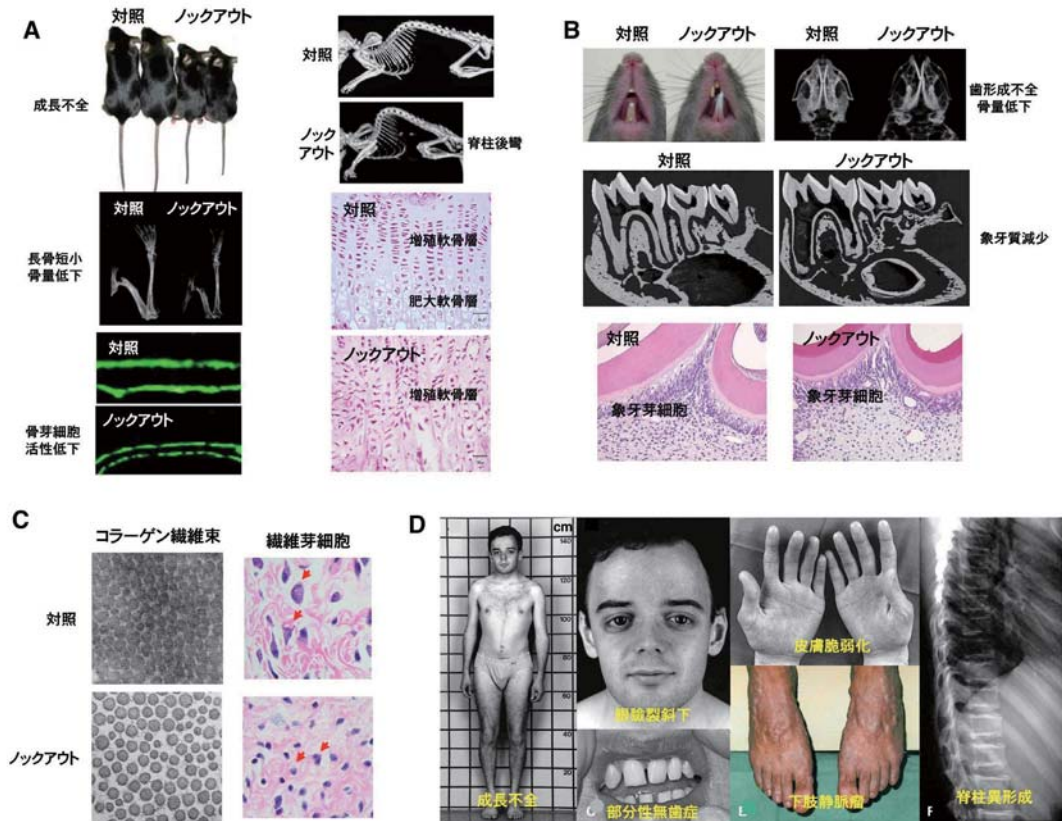 A
対照
ノックアウト
成長不全
対照
ノック
アウト
脊柱後彎
対照
ノックアウト
長骨短小
骨量低下
対照
増殖軟骨層
肥大軟骨層
ノックアウト
増殖軟骨層
対照
ノックアウト
骨芽細胞
活性低下
B
対照
ノックアウト
対照
ノックアウト
歯形成不全
骨量低下
対照
ノックアウト
象牙質減少
対照
象牙芽細胞
ノックアウト
象牙芽細胞
C
コラーゲン繊維束
繊維芽細胞
対照
ノックアウト
D
cm
140
120
100
80
60
40
20
成長不全
眼瞼裂斜下
部分性無歯症
皮膚脆弱化
下肢静脈瘤
E
F
脊柱異形成